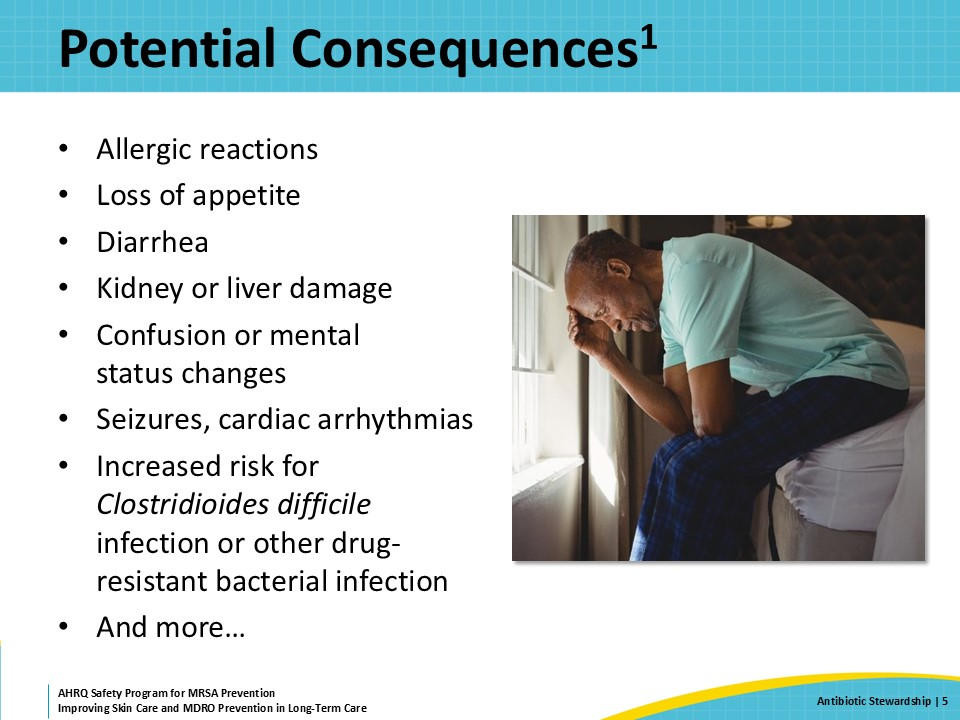 Potential Consequences¹
• Allergic reactions
• Loss of appetite
• Diarrhea
• Kidney or liver damage
• Confusion or mental
status changes
• Seizures, cardiac arrhythmias
• Increased risk for
Clostridioides difficile
infection or other drug-
resistant bacterial infection
• And more…
AHRQ Safety Program for MRSA Prevention
Improving Skin Care and MDRO Prevention in Long-Term Care
Antibiotic Stewardship | 5